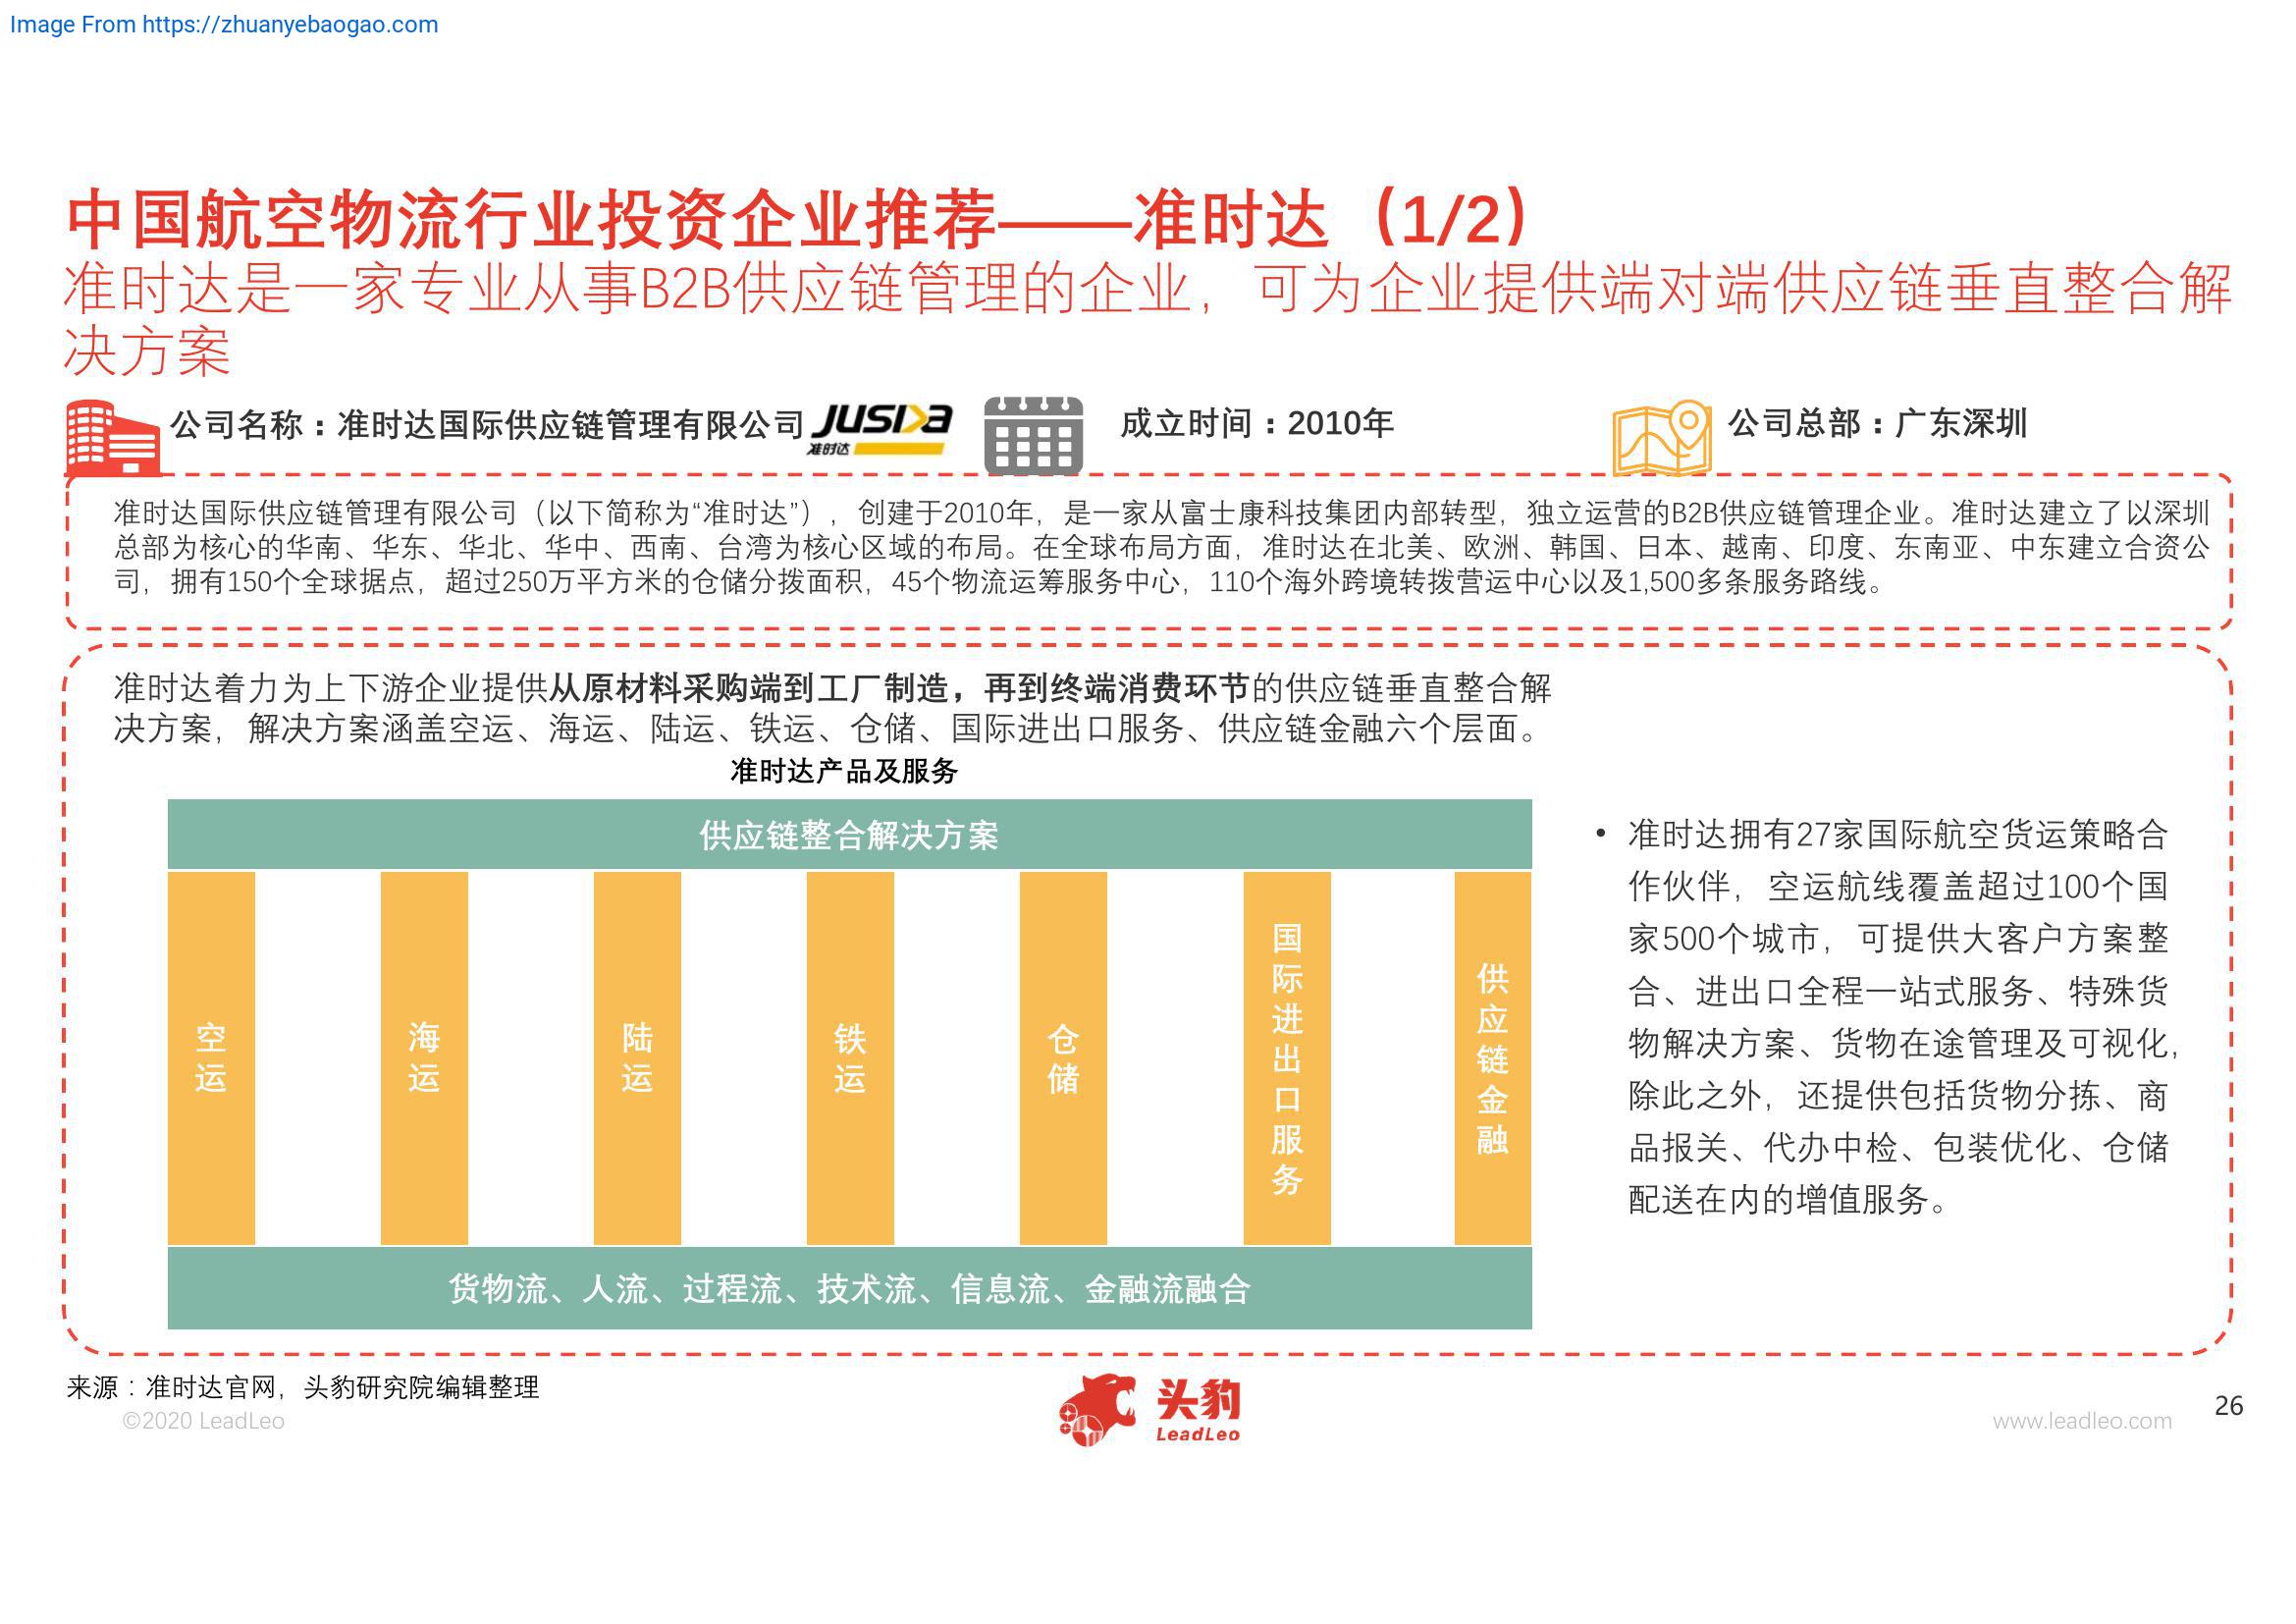 Image From https://zhuanyebaogao.com
中国航空物流行业投资企业推荐——准时达（1/2）
准时达是一家专业从事B2B供应链管理的企业，可为企业提供端对端供应链垂直整合解
决方案
公司名称：准时达国际供应链管理有限公司
JUSDA
准时达
成立时间：2010年
公司总部：广东深圳
准时达国际供应链管理有限公司（以下简称为“准时达”），创建于2010年，是一家从富士康科技集团内部转型，独立运营的B2B供应链管理企业。准时达建立了以深圳
总部为核心的华南、华东、华北、华中、西南、台湾为核心区域的布局。在全球布局方面，准时达在北美、欧洲、韩国、日本、越南、印度、东南亚、中东建立合资公
司，拥有150个全球据点，超过250万平方米的仓储分拨面积，45个物流运筹服务中心，110个海外跨境转拨营运中心以及1,500多条服务路线。
准时达着力为上下游企业提供从原材料采购端到工厂制造，再到终端消费环节的供应链垂直整合解
决方案，解决方案涵盖空运、海运、陆运、铁运、仓储、国际进出口服务、供应链金融六个层面。
准时达产品及服务
供应链整合解决方案
空运
海运
陆运
铁运
仓储
国际进出口服务
供应链金融
货物流、人流、过程流、技术流、信息流、金融流融合
• 准时达拥有27家国际航空货运策略合
作伙伴，空运航线覆盖超过100个国
家500个城市，可提供大客户方案整
合、进出口全程一站式服务、特殊货
物解决方案、货物在途管理及可视化，
除此之外，还提供包括货物分拣、商
品报关、代办中检、包装优化、仓储
配送在内的增值服务。
来源：准时达官网，头豹研究院编辑整理
©2020 LeadLeo
头豹
LeadLeo
www.leadleo.com
26